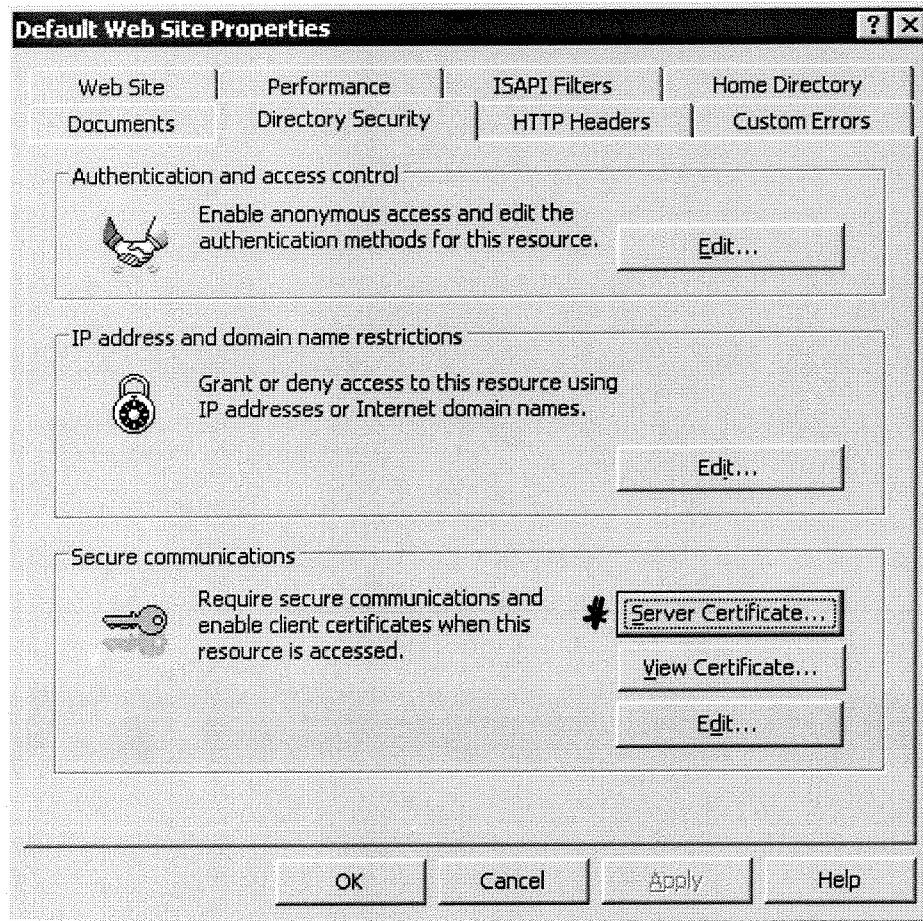 Default Web Site Properties
? X
Web Site Performance ISAPI Filters Home Directory
Documents Directory Security HTTP Headers Custom Errors
Authentication and access control
Enable anonymous access and edit the
authentication methods for this resource.
Edit...
IP address and domain name restrictions
Grant or deny access to this resource using
IP addresses or Internet domain names.
Edit...
Secure communications
Require secure communications and
enable client certificates when this
resource is accessed.
* Server Certificate...
View Certificate...
Edit...
OK Cancel Apply Help